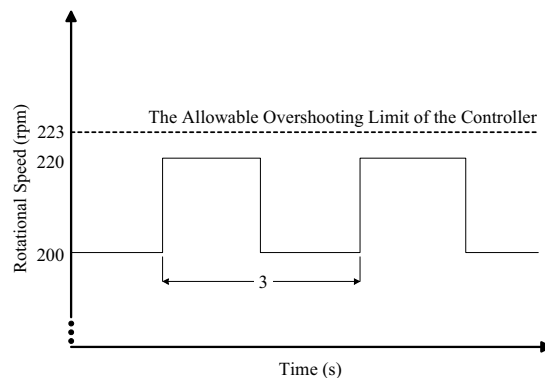 The Allowable Overshooting Limit of the Controller
Rotational Speed (rpm)
223
220
200
3
Time (s)